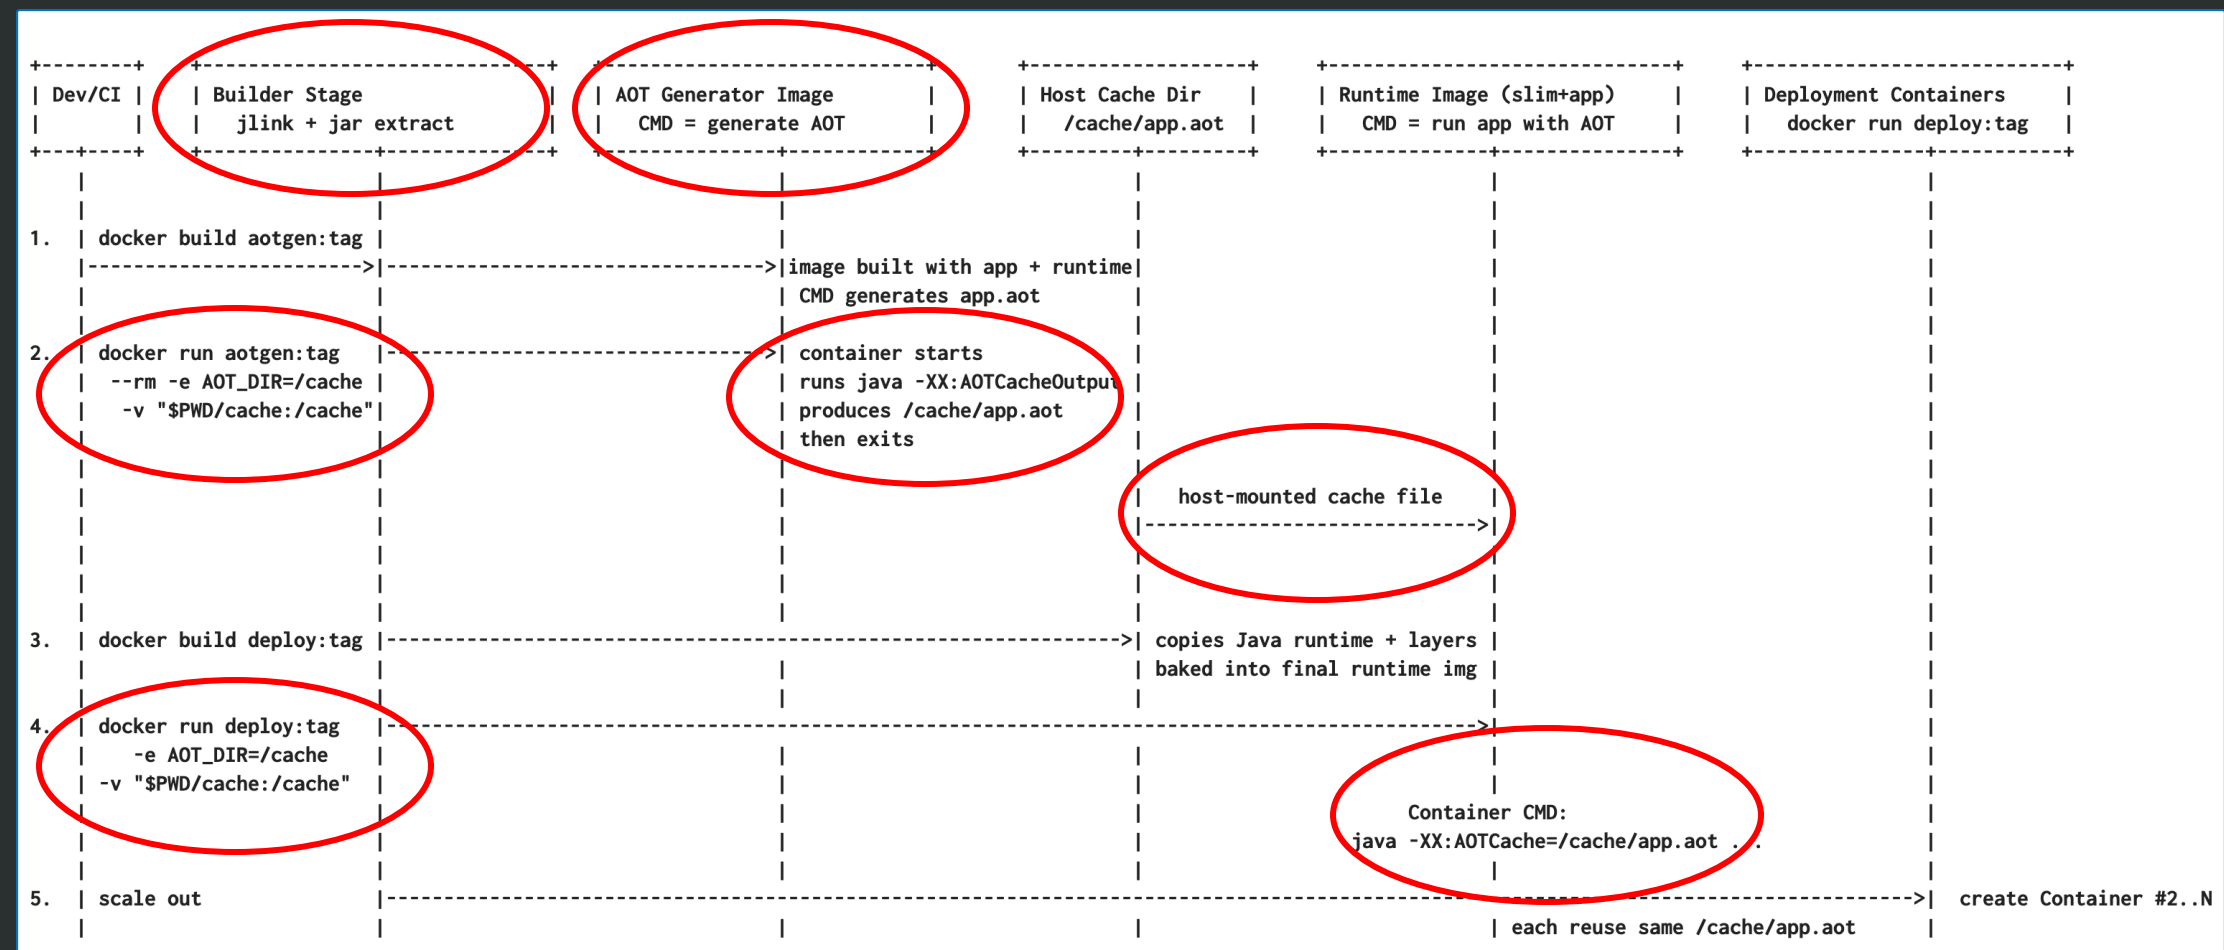 Dev/CI
Builder Stage
jlink + jar extract
AOT Generator Image
CMD = generate AOT
Host Cache Dir
/cache/app.aot
Runtime Image (slim+app)
CMD = run app with AOT
Deployment Containers
docker run deploy:tag
1. docker build aotgen:tag
image built with app + runtime
CMD generates app.aot
2. docker run aotgen:tag
--rm -e AOT_DIR=/cache
-v "$PWD/cache:/cache"
container starts
runs java -XX:AOTCacheOutput
produces /cache/app.aot
then exits
host-mounted cache file
3. docker build deploy:tag
copies Java runtime + layers
baked into final runtime img
4. docker run deploy:tag
-e AOT_DIR=/cache
-v "$PWD/cache:/cache"
Container CMD:
java -XX:AOTCache=/cache/app.aot ...
5. scale out
create Container #2..N
each reuse same /cache/app.aot